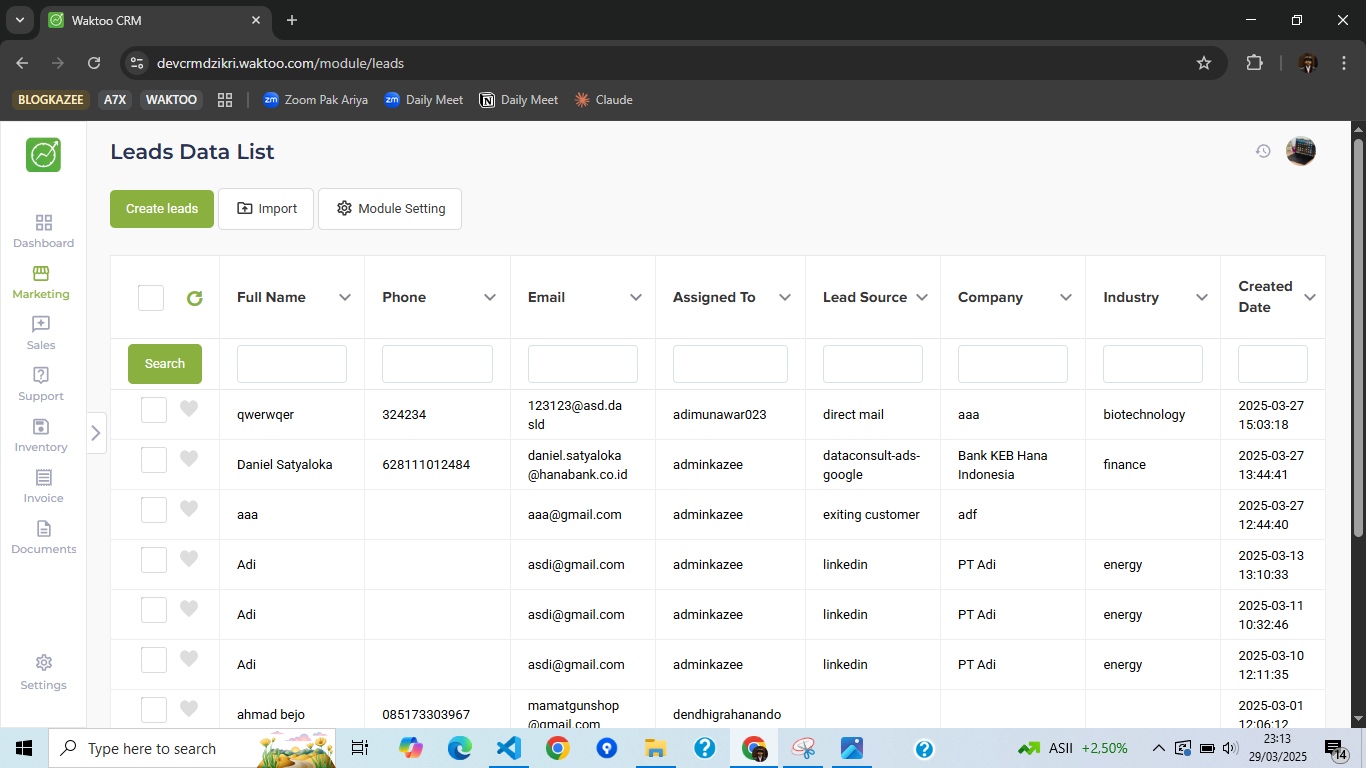 Waktoo CRM
devcrmdzikri.waktoo.com/module/leads
BLOGKAZEE A7X WAKTOO zm Zoom Pak Ariya zm Daily Meet Daily Meet Claude
Leads Data List
Create leads Import Module Setting
Dashboard
Marketing
Sales
Support
Inventory
Invoice
Documents
Settings
Full Name Phone Email Assigned To Lead Source Company Industry Created
Date
Search
qwerwqer 324234 123123@asd.da adimunawar023 direct mail aaa biotechnology 2025-03-27
sld 15:03:18
Daniel Satyaloka 628111012484 daniel.satyaloka adminkazee dataconsult-ads- Bank KEB Hana finance 2025-03-27
@hanabank.co.id google Indonesia 13:44:41
aaa aaa@gmail.com adminkazee exiting customer adf 2025-03-27
12:44:40
Adi asdi@gmail.com adminkazee linkedin PT Adi energy 2025-03-13
13:10:33
Adi asdi@gmail.com adminkazee linkedin PT Adi energy 2025-03-11
10:32:46
Adi asdi@gmail.com adminkazee linkedin PT Adi energy 2025-03-10
12:11:35
ahmad bejo 085173303967 mamatgunshop dendhigrahanando 2025-03-01
@gmail.com 12:06:12
Type here to search
ASII +2,50%
23:13
29/03/2025
14